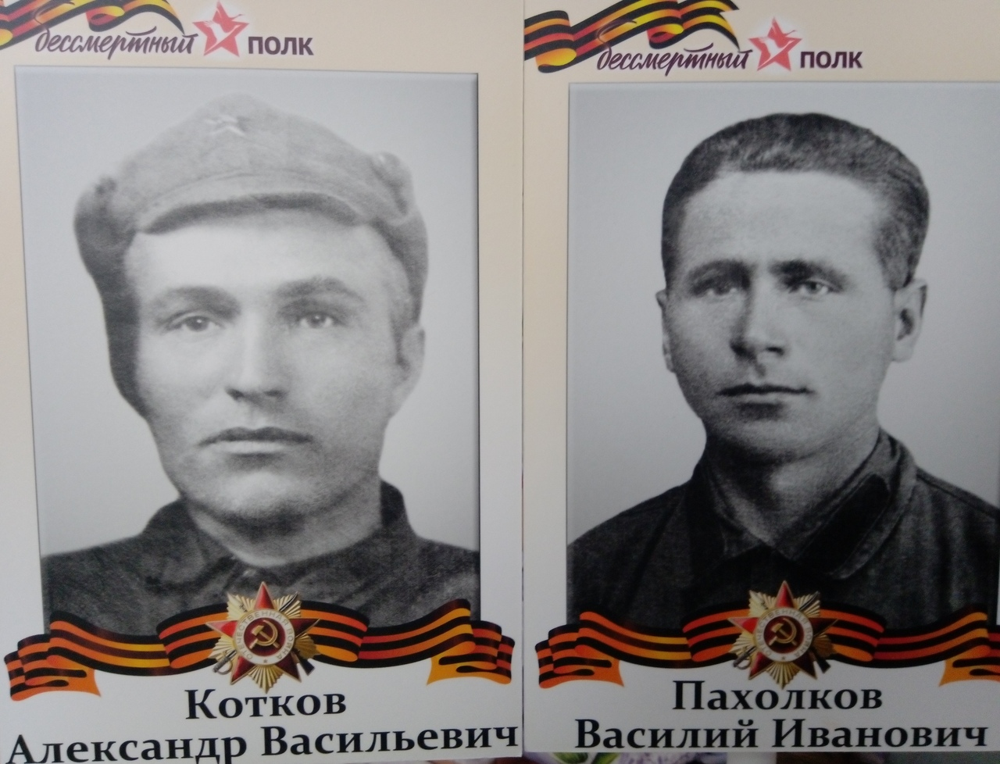 бессмертный ПОЛК
Котков
Александр Васильевич
бессмертный ПОЛК
Пахолков
Василий Иванович